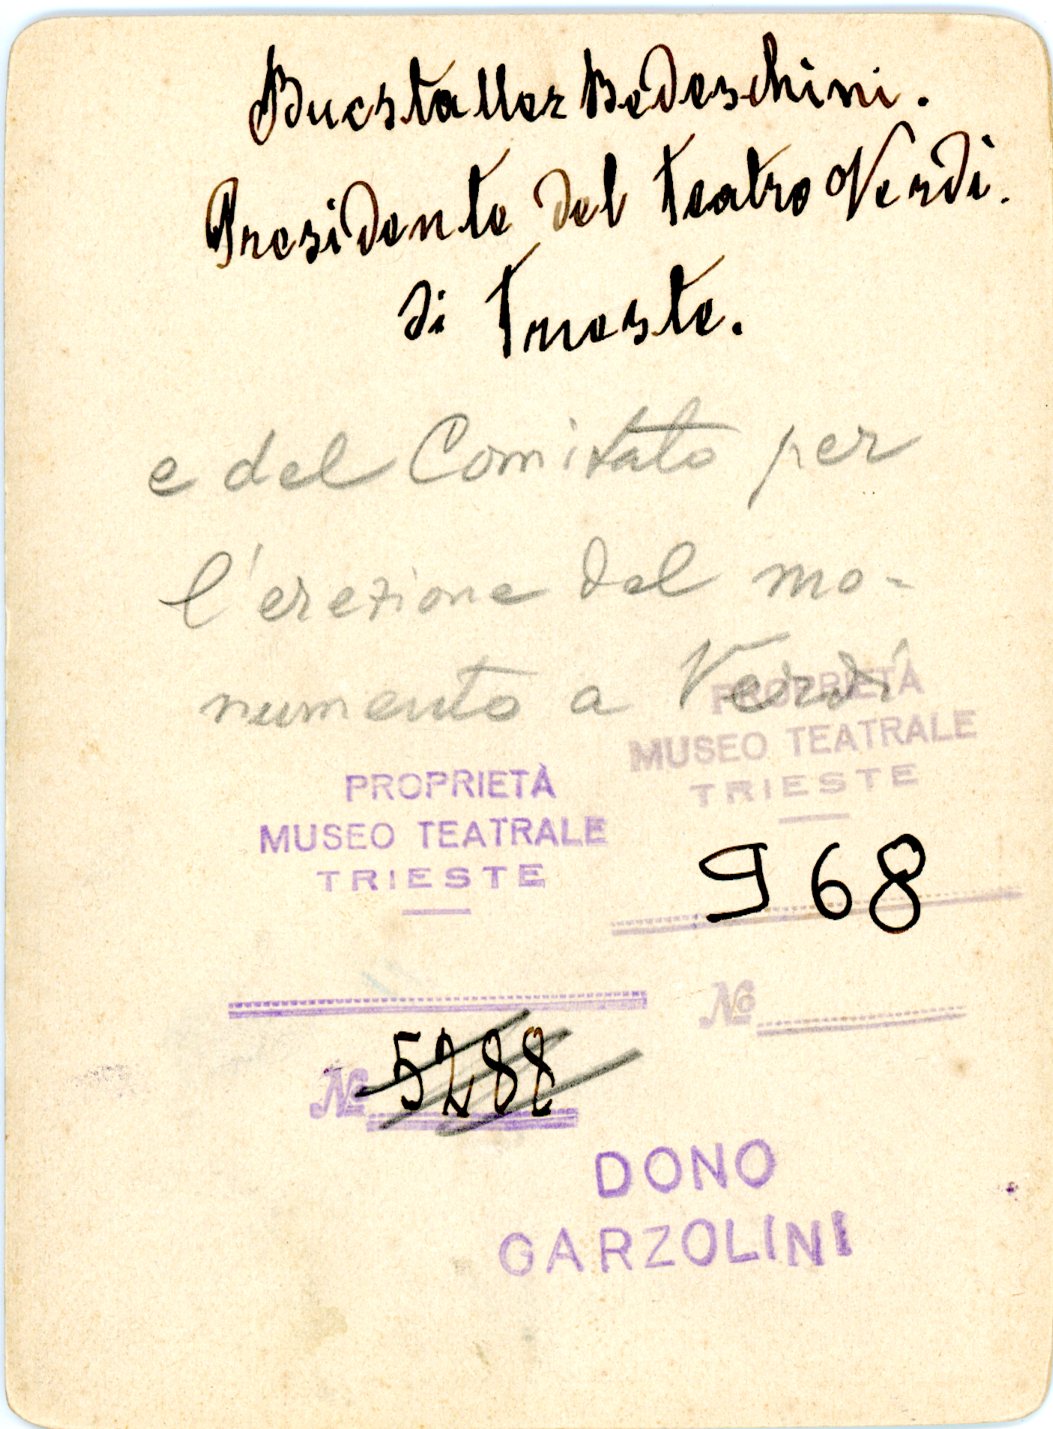 Bucstaller Bedeschini.
Presidente del teatro Verdi.
di Trieste.
e del Comitato per
l'erezione del mo-
numento a Verdi
PROPRIETÀ
MUSEO TEATRALE
TRIESTE
PROPRIETÀ
MUSEO TEATRALE
TRIESTE
968
No
No 5288
DONO
GARZOLINI